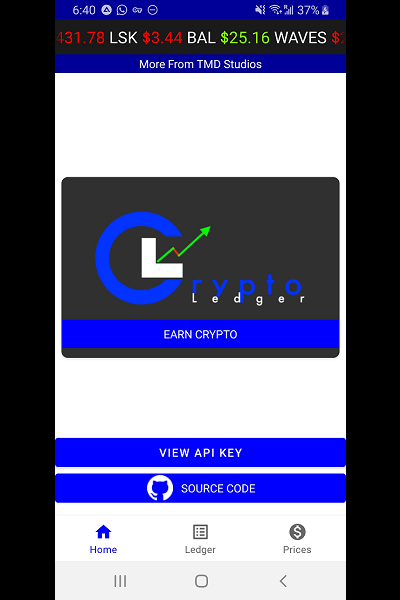 6:40 37%
431.78 LSK $3.44 BAL $25.16 WAVES
More From TMD Studios
Crypto
Ledger
EARN CRYPTO
VIEW API KEY
SOURCE CODE
Home Ledger Prices